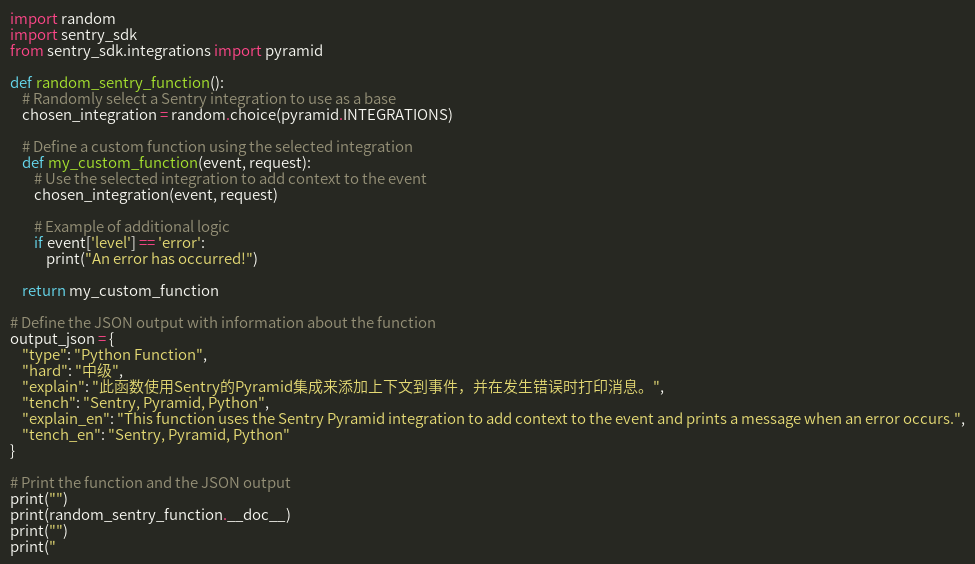 import random
import sentry_sdk
from sentry_sdk.integrations import pyramid

def random_sentry_function():
    # Randomly select a Sentry integration to use as a base
    chosen_integration = random.choice(pyramid.INTEGRATIONS)

    # Define a custom function using the selected integration
    def my_custom_function(event, request):
        # Use the selected integration to add context to the event
        chosen_integration(event, request)

        # Example of additional logic
        if event['level'] == 'error':
            print("An error has occurred!")

    return my_custom_function

# Define the JSON output with information about the function
output_json = {
    "type": "Python Function",
    "hard": "中级",
    "explain": "此函数使用Sentry的Pyramid集成来添加上下文到事件，并在发生错误时打印消息。",
    "tench": "Sentry, Pyramid, Python",
    "explain_en": "This function uses the Sentry Pyramid integration to add context to the event and prints a message when an error occurs.",
    "tench_en": "Sentry, Pyramid, Python"
}

# Print the function and the JSON output
print("")
print(random_sentry_function.__doc__)
print("")
print("